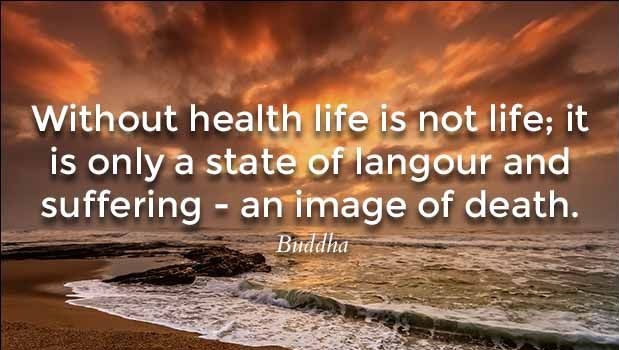 Without health life is not life; it
is only a state of langour and
suffering - an image of death.
Buddha